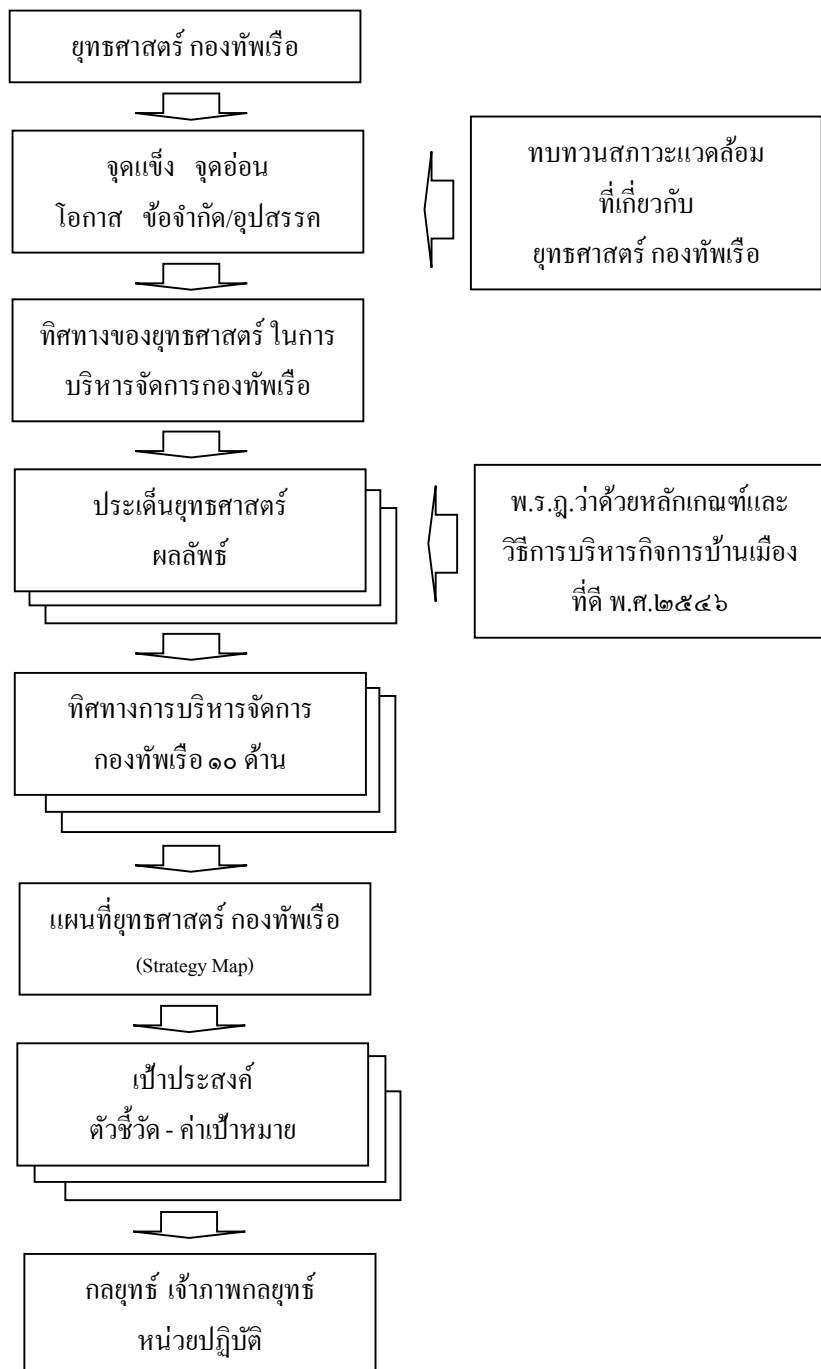 ยุทธศาสตร์ กองทัพเรือ
จุดแข็ง จุดอ่อน
โอกาส ข้อจำกัด/อุปสรรค
ทบทวนสภาวะแวดล้อม
ที่เกี่ยวกับ
ยุทธศาสตร์ กองทัพเรือ
ทิศทางของยุทธศาสตร์ ในการ
บริหารจัดการกองทัพเรือ
ประเด็นยุทธศาสตร์
ผลลัพธ์
พ.ร.ฎ.ว่าด้วยหลักเกณฑ์และ
วิธีการบริหารกิจการบ้านเมือง
ที่ดี พ.ศ.๒๕๔๖
ทิศทางการบริหารจัดการ
กองทัพเรือ ๑๐ ด้าน
แผนที่ยุทธศาสตร์ กองทัพเรือ
(Strategy Map)
เป้าประสงค์
ตัวชี้วัด - ค่าเป้าหมาย
กลยุทธ์ เจ้าภาพกลยุทธ์
หน่วยปฏิบัติ